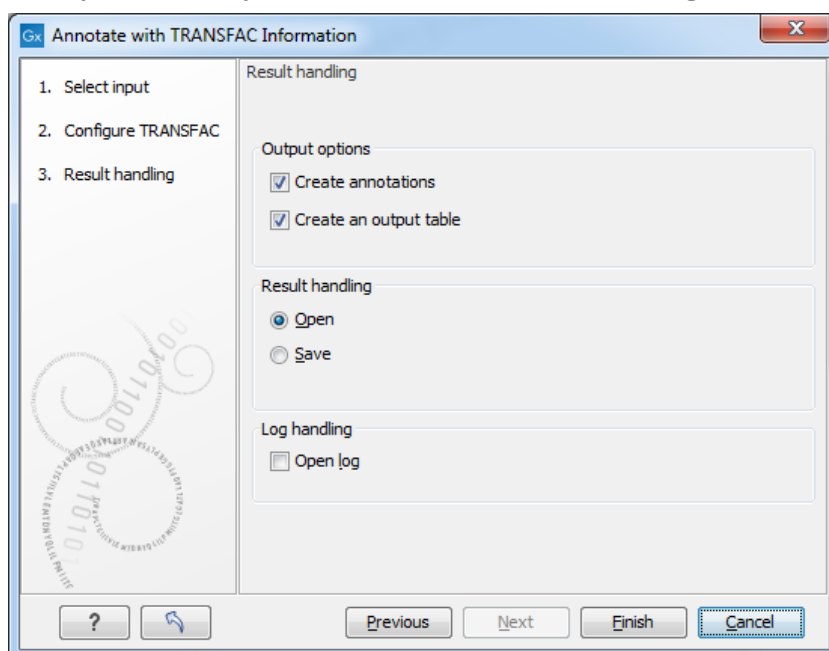 Gx Annotate with TRANSFAC Information
1. Select input
2. Configure TRANSFAC
3. Result handling
Result handling
Output options
Create annotations
Create an output table
Result handling
Open
Save
Log handling
Open log
? Previous Next Finish Cancel